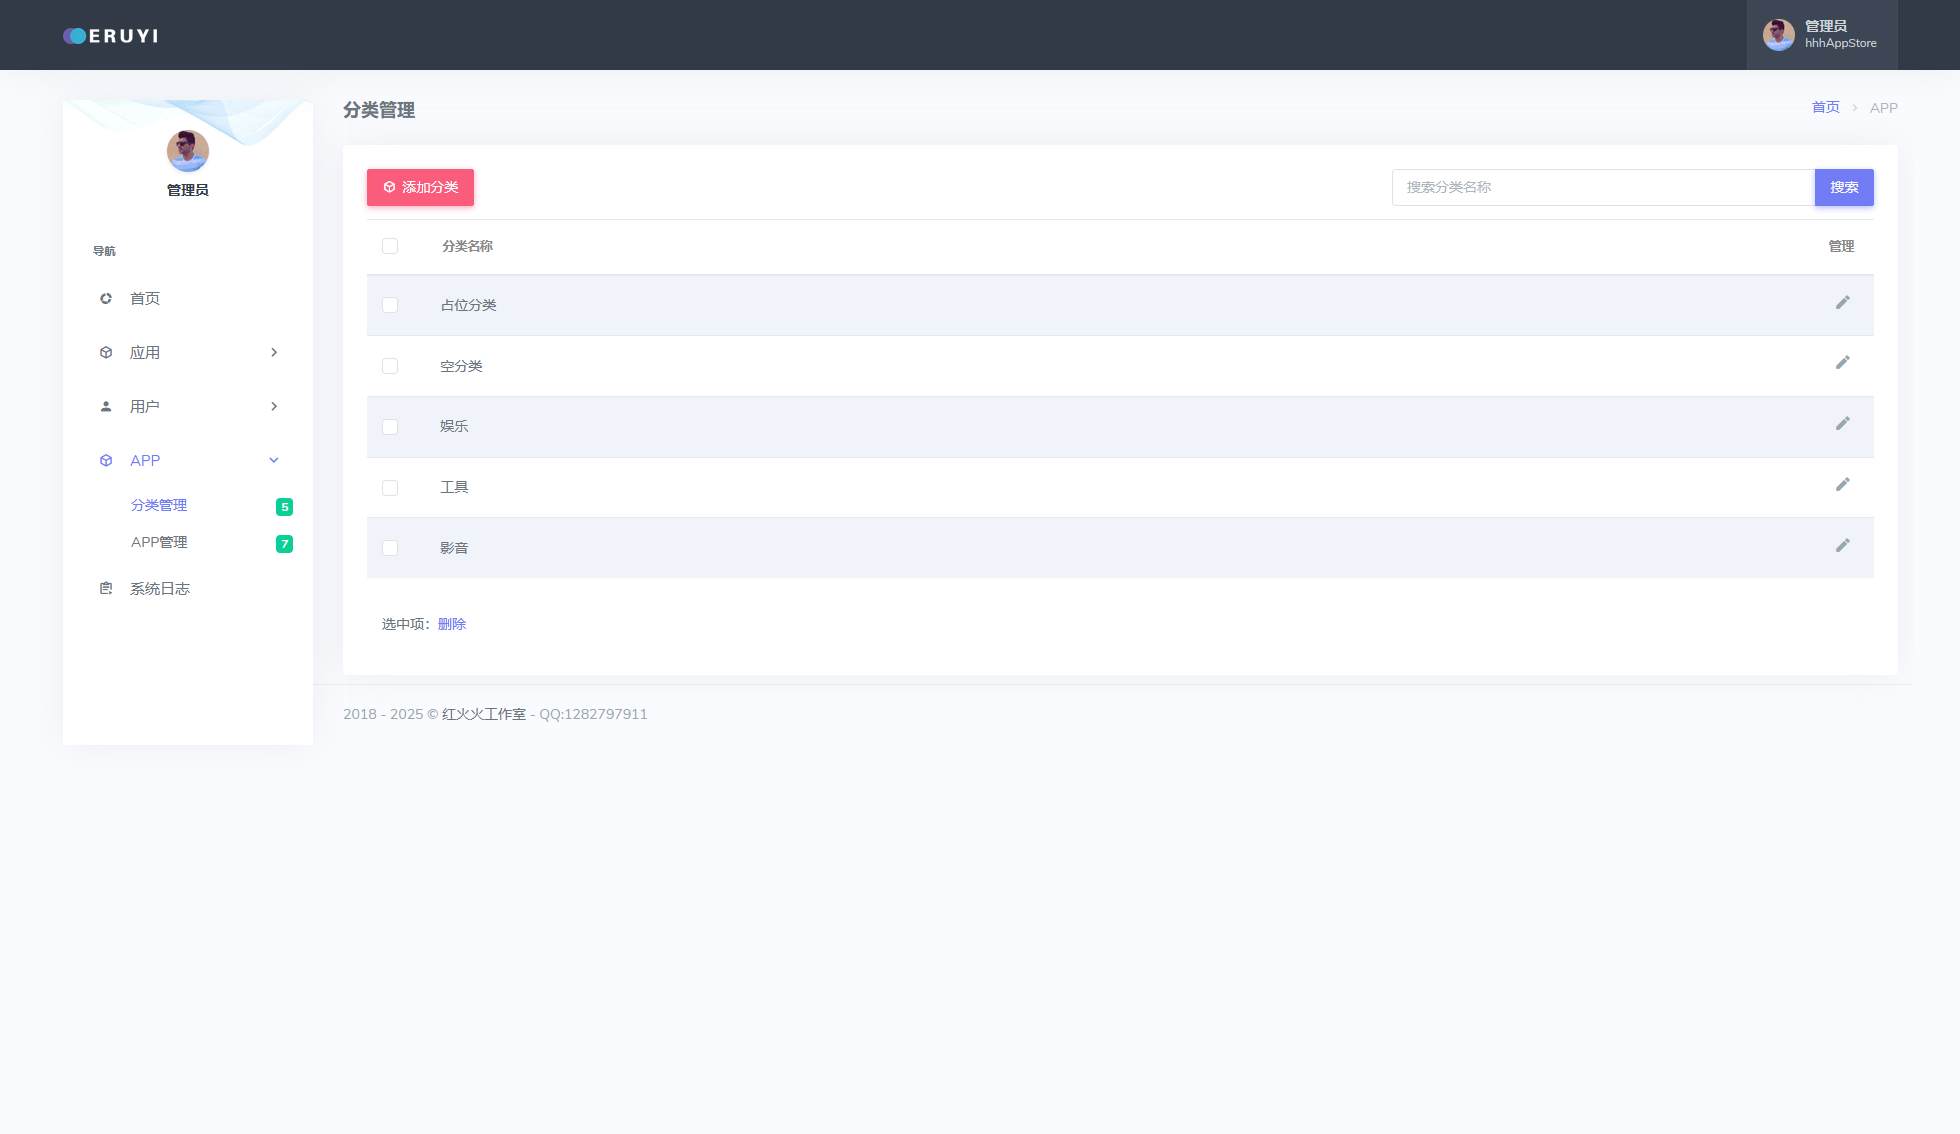 ERUYI
管理员
hhhAppStore
管理员
导航
首页
应用
用户
APP
分类管理 5
APP管理 7
系统日志
分类管理
首页 › APP
添加分类
搜索分类名称 搜索
分类名称 管理
占位分类
空分类
娱乐
工具
影音
选中项：删除
2018 - 2025 © 红火火工作室 - QQ:1282797911